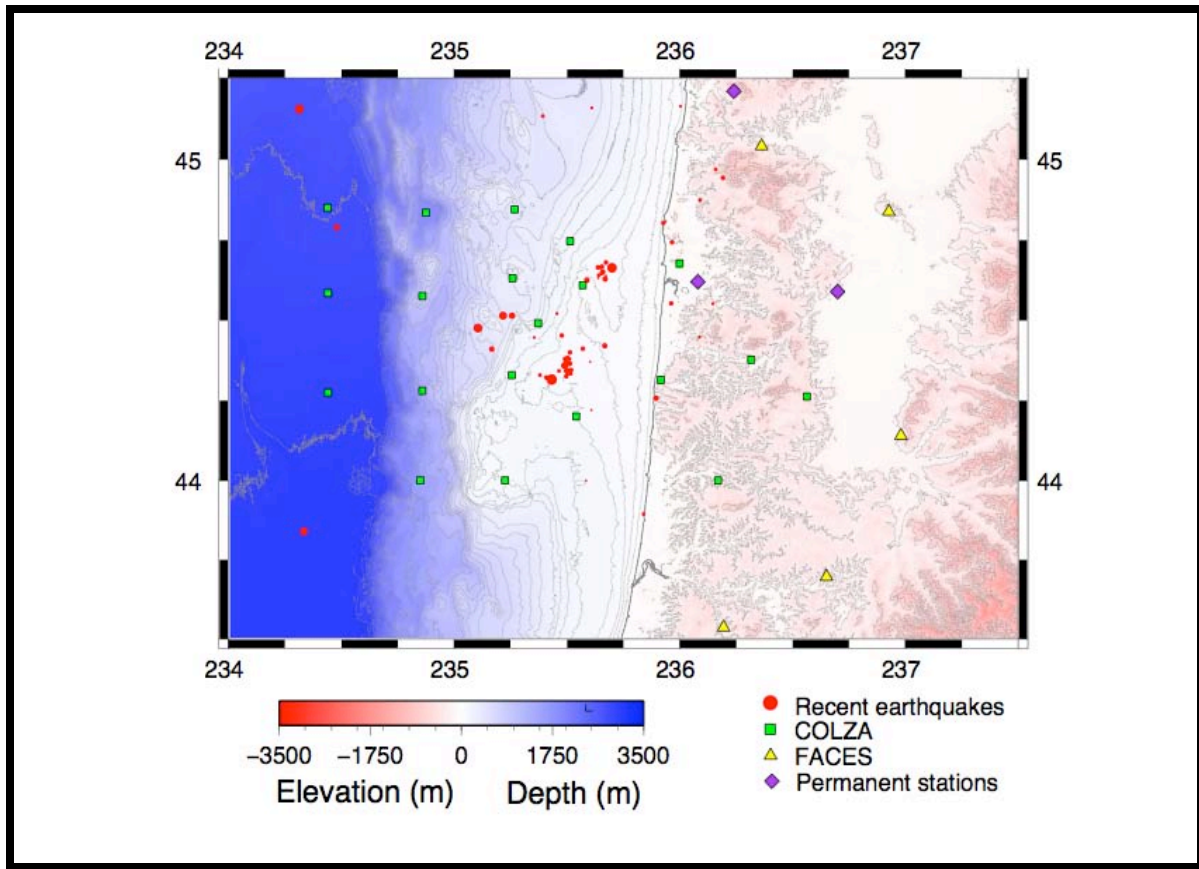 234 235 236 237
45 45
44 44
234 235 236 237
−3500 −1750 0 1750 3500
Elevation (m) Depth (m)
Recent earthquakes
COLZA
FACES
Permanent stations